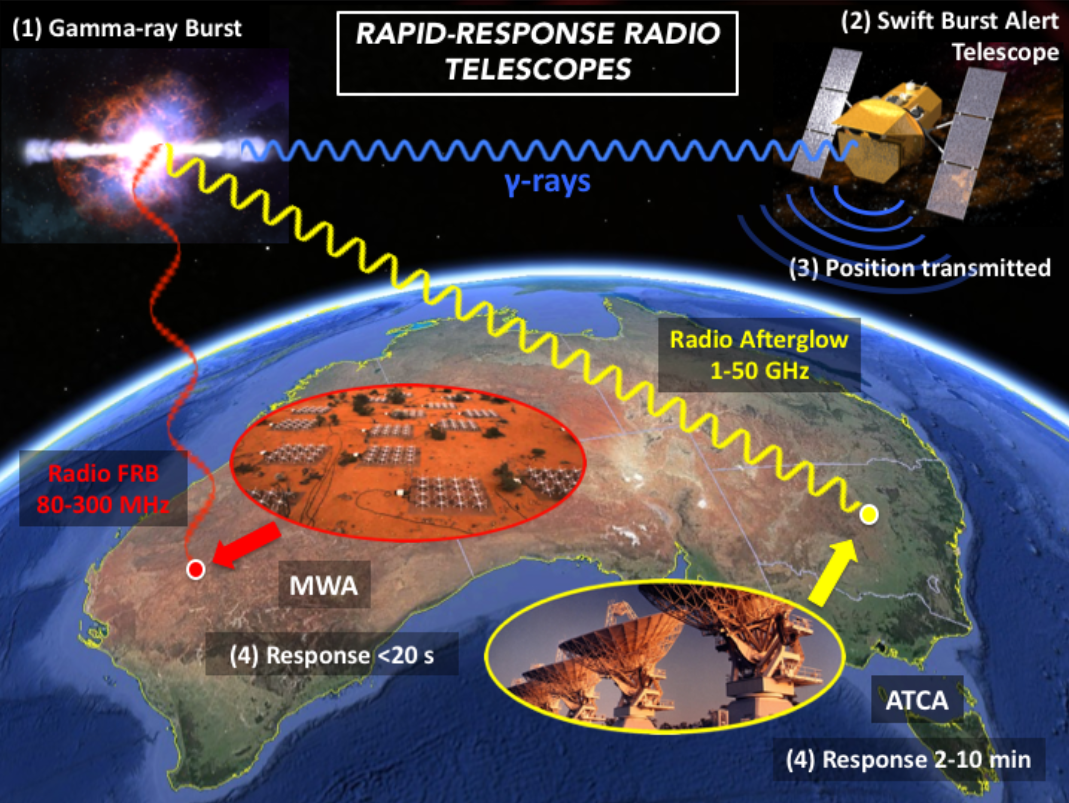 (1) Gamma-ray Burst
RAPID-RESPONSE RADIO
TELESCOPES
(2) Swift Burst Alert
Telescope
γ-rays
(3) Position transmitted
Radio Afterglow
1-50 GHz
Radio FRB
80-300 MHz
MWA
(4) Response <20 s
ATCA
(4) Response 2-10 min